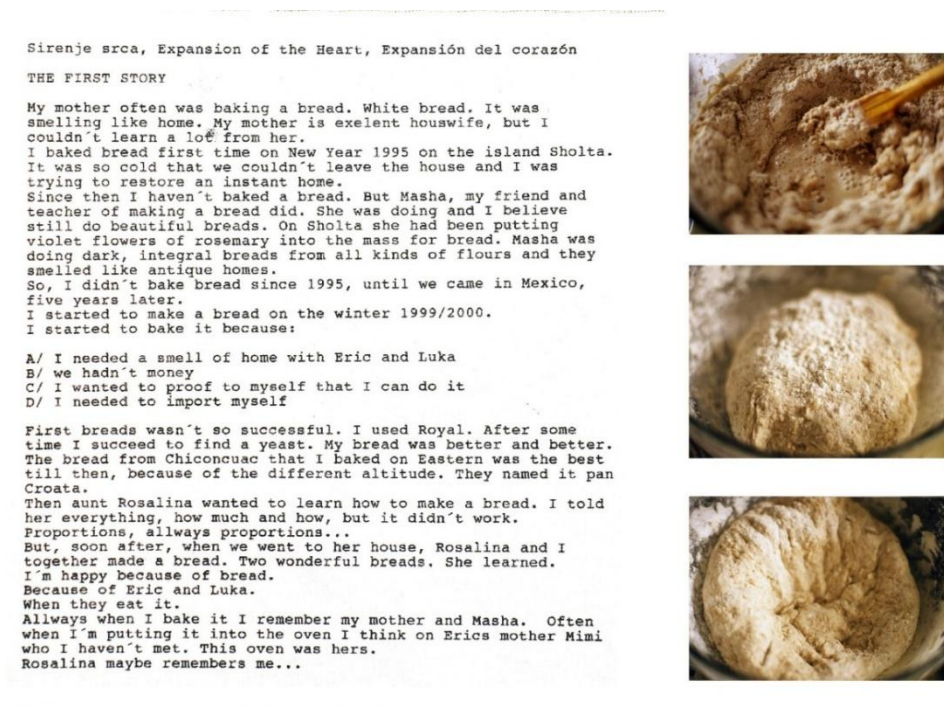 Sirenje srca, Expansion of the Heart, Expansión del corazón
THE FIRST STORY
My mother often was baking a bread. White bread. It was
smelling like home. My mother is exelent houswife, but I
couldn´t learn a lot from her.
I baked bread first time on New Year 1995 on the island Sholta.
It was so cold that we couldn´t leave the house and I was
trying to restore an instant home.
Since then I haven´t baked a bread. But Masha, my friend and
teacher of making a bread did. She was doing and I believe
still do beautiful breads. On Sholta she had been putting
violet flowers of rosemary into the mass for bread. Masha was
doing dark, integral breads from all kinds of flours and they
smelled like antique homes.
So, I didn´t bake bread since 1995, until we came in Mexico,
five years later.
I started to make a bread on the winter 1999/2000.
I started to bake it because:
A/ I needed a smell of home with Eric and Luka
B/ we hadn´t money
C/ I wanted to proof to myself that I can do it
D/ I needed to import myself
First breads wasn´t so successful. I used Royal. After some
time I succeed to find a yeast. My bread was better and better.
The bread from Chiconcuac that I baked on Eastern was the best
till then, because of the different altitude. They named it pan
Croata.
Then aunt Rosalina wanted to learn how to make a bread. I told
her everything, how much and how, but it didn´t work.
Proportions, allways proportions...
But, soon after, when we went to her house, Rosalina and I
together made a bread. Two wonderful breads. She learned.
I´m happy because of bread.
Because of Eric and Luka.
When they eat it.
Allways when I bake it I remember my mother and Masha. Often
when I´m putting it into the oven I think on Erics mother Mimi
who I haven´t met. This oven was hers.
Rosalina maybe remembers me...